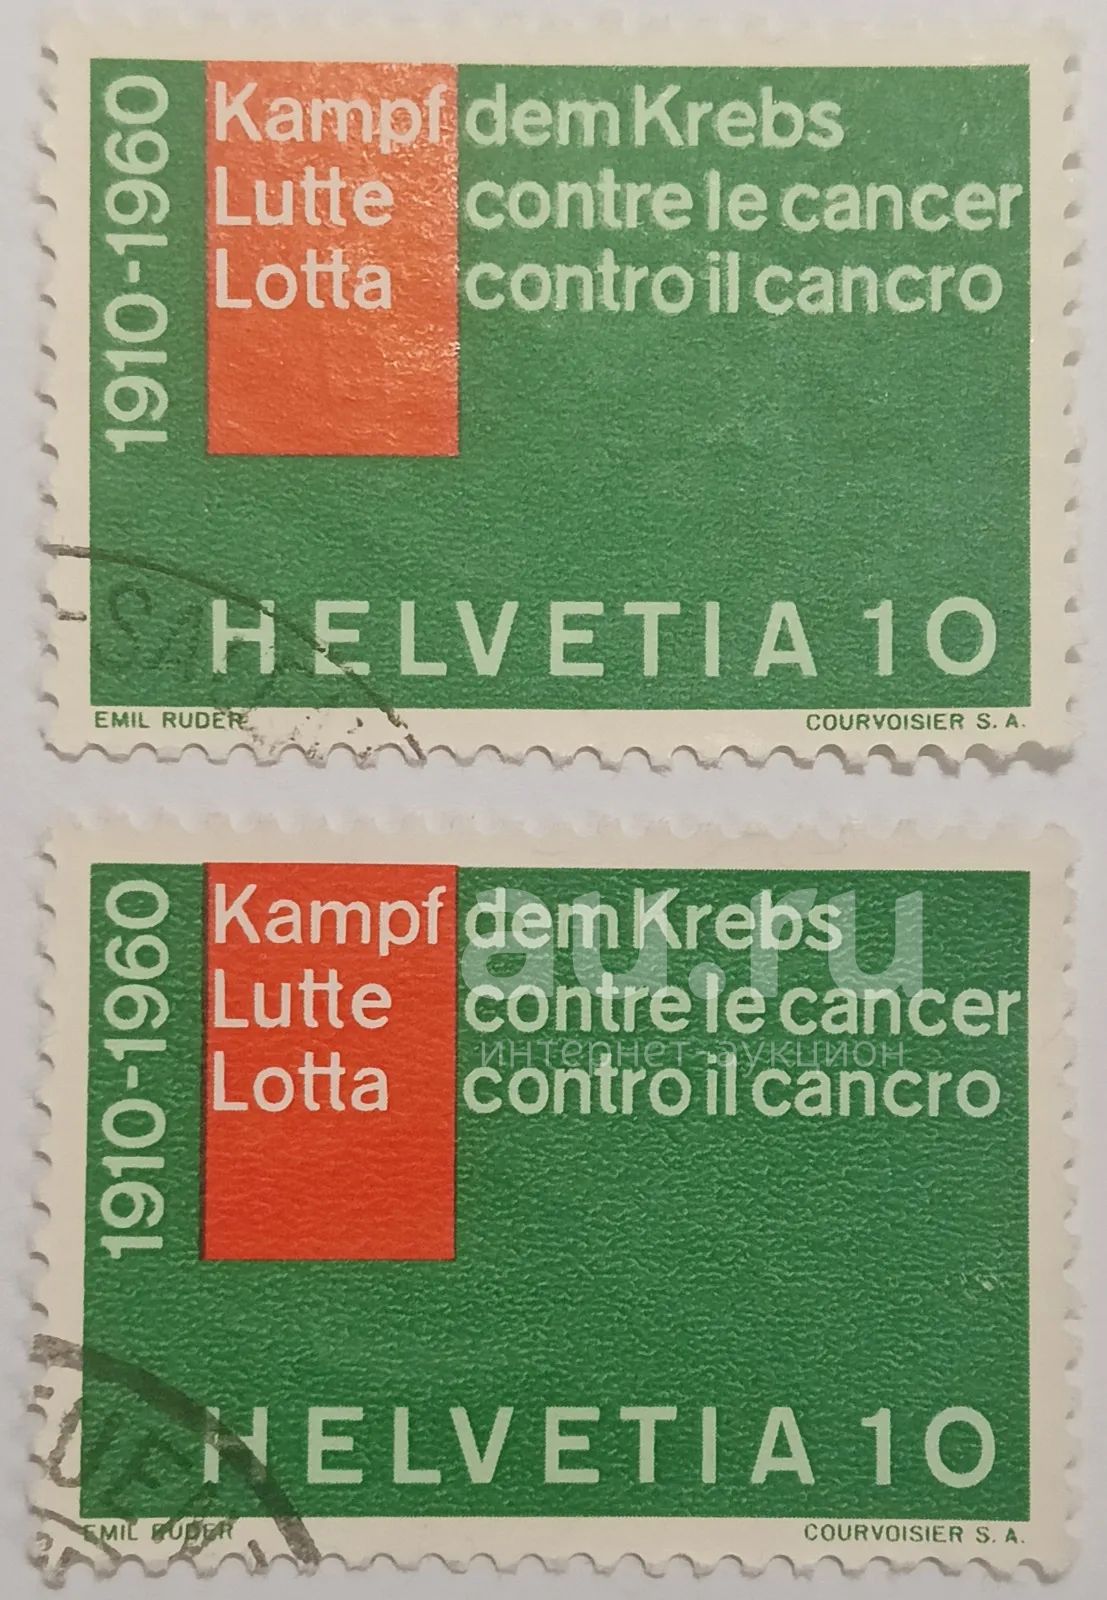 1910-1960
Kampf dem Krebs
Lutte contre le cancer
Lotta contro il cancro
HELVETIA 10
EMIL RUDER COURVOISIER S. A.
1910-1960
Kampf dem Krebs
Lutte contre le cancer
Lotta contro il cancro
HELVETIA 10
EMIL RUDER COURVOISIER S. A.
au.ru
интернет-аукцион